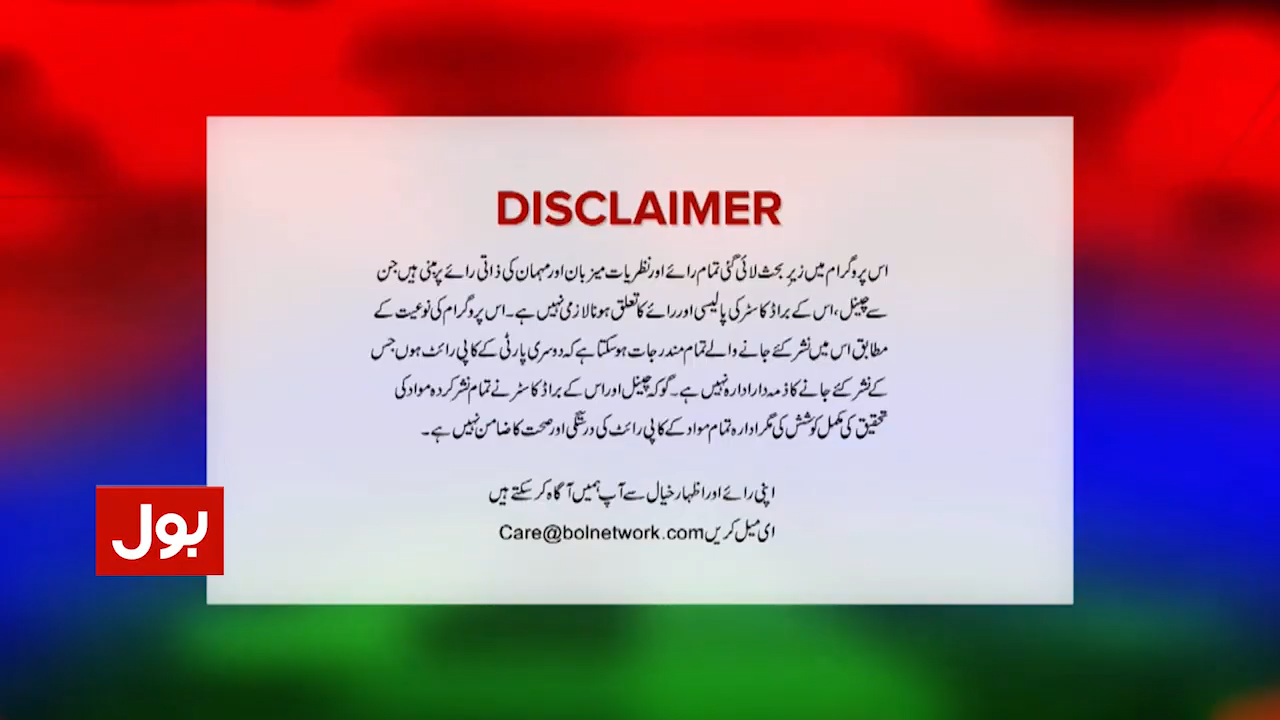 DISCLAIMER
اس پروگرام میں زیرِ بحث لائی گئی تمام رائے اور نظریات میزبان اور مہمان کی ذاتی رائے پر مبنی ہیں جن
سے چینل، اس کے براڈ کاسٹر کی پالیسی اور رائے کا تعلق ہونا لازمی نہیں ہے۔ اس پروگرام کی نوعیت کے
مطابق اس میں نشر کئے جانے والے تمام مندرجات ہو سکتا ہے کہ دوسری پارٹی کے کاپی رائٹ ہوں جس
کے نشر کئے جانے کا ذمہ دار ادارہ نہیں ہے۔ گو کہ چینل اور اس کے براڈ کاسٹر نے تمام نشر کردہ مواد کی
تحقیق کی مکمل کوشش کی مگر ادارہ تمام مواد کے کاپی رائٹ کی درستگی اور صحت کا ضامن نہیں ہے۔
اپنی رائے اور اظہار خیال سے آپ ہمیں آگاہ کر سکتے ہیں
ای میل کریں Care@bolnetwork.com
بول